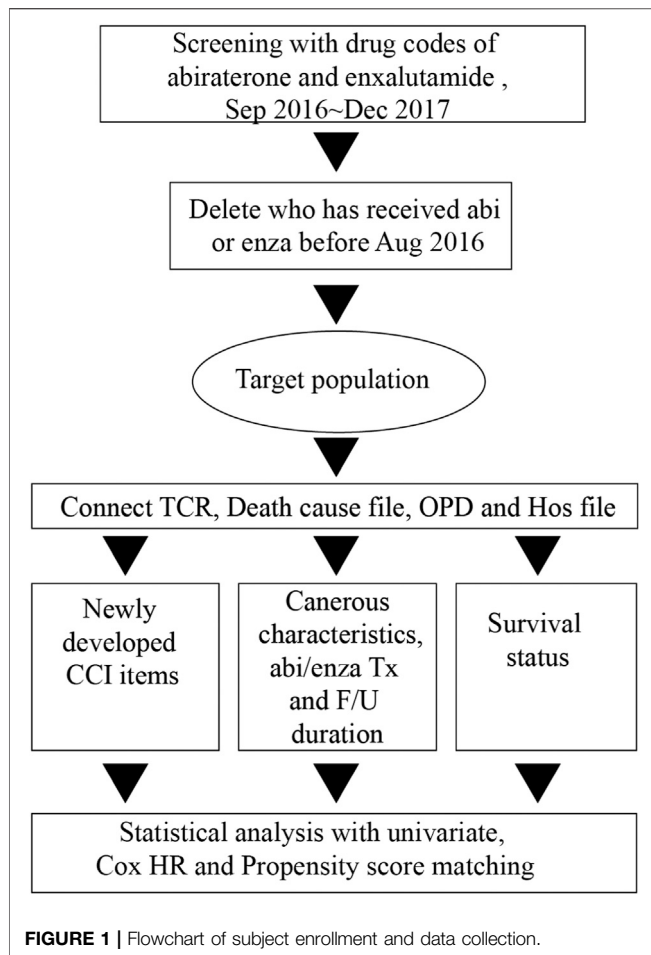 Screening with drug codes of
abiraterone and enxalutamide ,
Sep 2016~Dec 2017
Delete who has received abi
or enza before Aug 2016
Target population
Connect TCR, Death cause file, OPD and Hos file
Newly
developed
CCI items
Canerous
characteristics,
abi/enza Tx
and F/U
duration
Survival
status
Statistical analysis with univariate,
Cox HR and Propensity score matching
FIGURE 1 | Flowchart of subject enrollment and data collection.